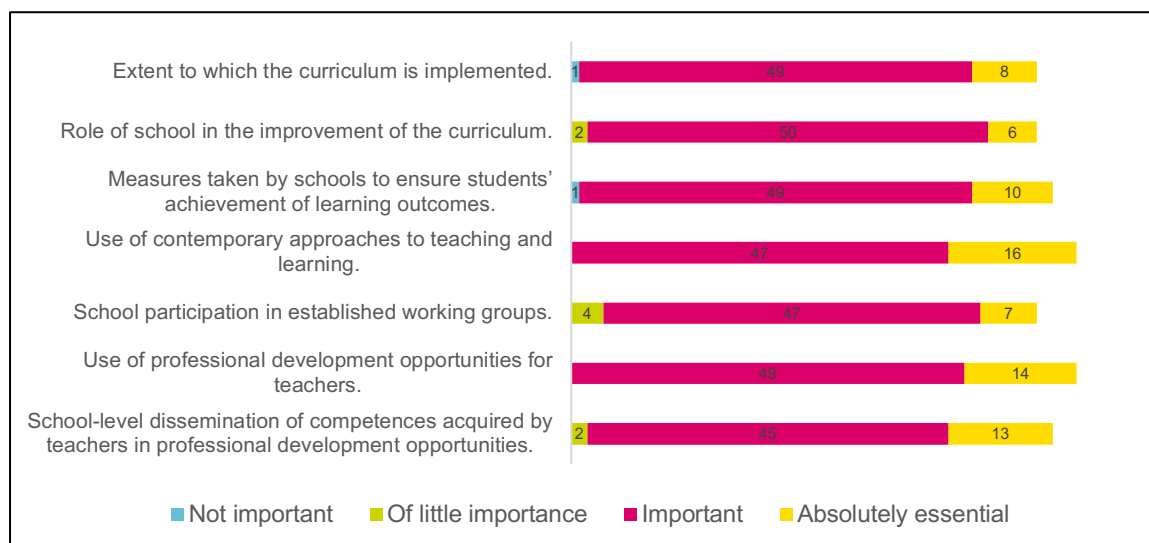 Extent to which the curriculum is implemented.
1 49 8
Role of school in the improvement of the curriculum.
2 50 6
Measures taken by schools to ensure students’
achievement of learning outcomes.
1 49 10
Use of contemporary approaches to teaching and
learning.
47 16
School participation in established working groups.
4 47 7
Use of professional development opportunities for
teachers.
49 14
School-level dissemination of competences acquired by
teachers in professional development opportunities.
2 45 13
Not important Of little importance Important Absolutely essential